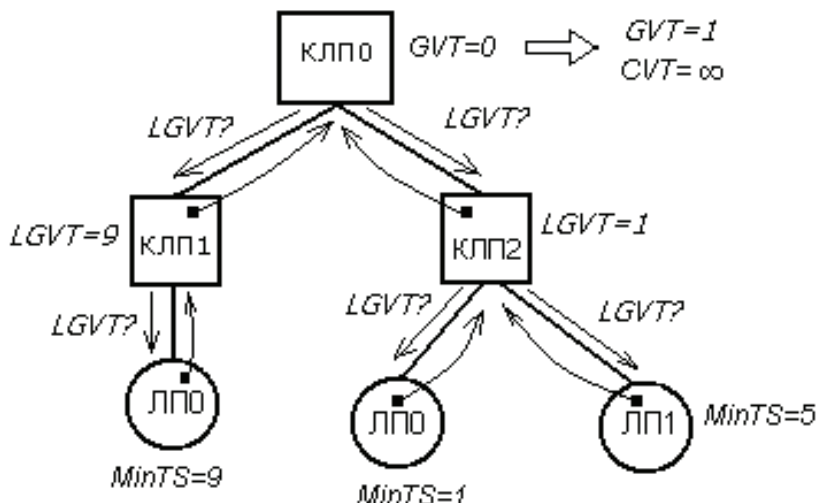 КЛП0
GVT=0
GVT=1
CVT=∞
LGVT?
LGVT?
LGVT=9
КЛП1
КЛП2
LGVT=1
LGVT?
LGVT?
LGVT?
ЛП0
ЛП0
ЛП1
MinTS=5
MinTS=9
MinTS=1